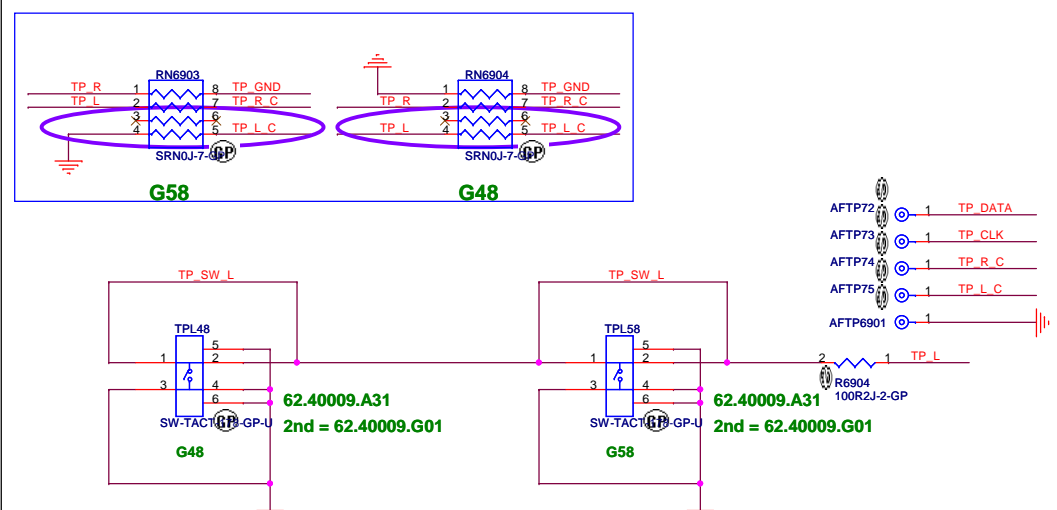 RN6903
TP_R 1 8 TP_GND
TP_L 2 7 TP_R_C
3 6
4 5 TP_L_C
SRN0J-7-GP
G58
RN6904
1 8 TP_GND
TP_R 2 7 TP_R_C
3 6
TP_L 4 5 TP_L_C
SRN0J-7-GP
G48
AFTP72 1 TP_DATA
AFTP73 1 TP_CLK
AFTP74 1 TP_R_C
AFTP75 1 TP_L_C
AFTP6901 1
TP_SW_L
TPL48
5
1 2
3 4
6
GP
62.40009.A31
2nd = 62.40009.G01
G48
TP_SW_L
TPL58
5
1 2
3 4
6
GP
62.40009.A31
2nd = 62.40009.G01
G58
2 1 TP_L
R6904
100R2J-2-GP